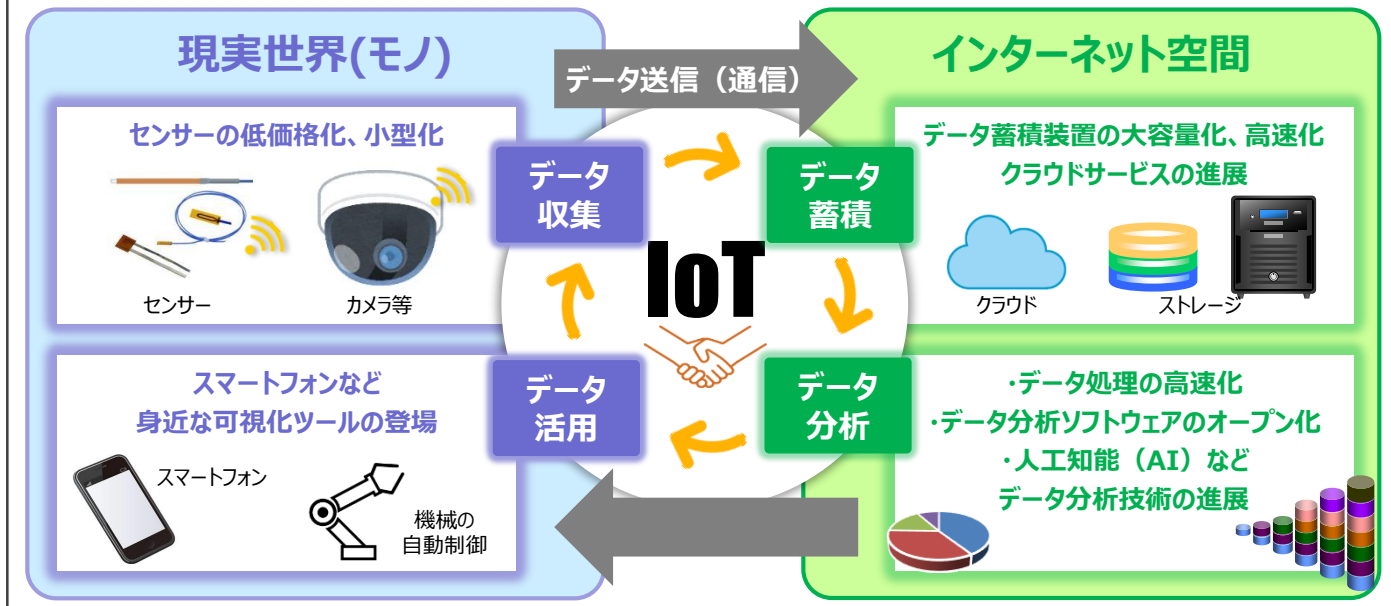 現実世界(モノ)
データ送信（通信）
インターネット空間
センサーの低価格化、小型化
センサー
カメラ等
データ
収集
データ
蓄積
データ蓄積装置の大容量化、高速化
クラウドサービスの進展
クラウド
ストレージ
IoT
スマートフォンなど
身近な可視化ツールの登場
スマートフォン
機械の
自動制御
データ
活用
データ
分析
・データ処理の高速化
・データ分析ソフトウェアのオープン化
・人工知能（AI）など
データ分析技術の進展